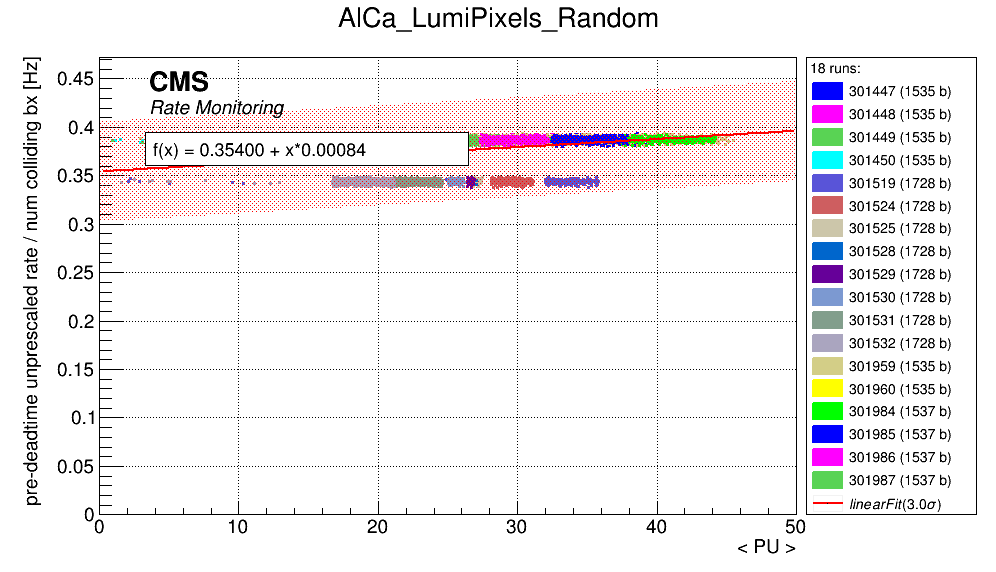 AlCa_LumiPixels_Random
pre-deadtime unprescaled rate / num colliding bx [Hz]
CMS
Rate Monitoring
f(x) = 0.35400 + x*0.00084
0.45
0.4
0.35
0.3
0.25
0.2
0.15
0.1
0.05
0
0 10 20 30 40 50
< PU >
18 runs:
301447 (1535 b)
301448 (1535 b)
301449 (1535 b)
301450 (1535 b)
301519 (1728 b)
301524 (1728 b)
301525 (1728 b)
301528 (1728 b)
301529 (1728 b)
301530 (1728 b)
301531 (1728 b)
301532 (1728 b)
301959 (1535 b)
301960 (1535 b)
301984 (1537 b)
301985 (1537 b)
301986 (1537 b)
301987 (1537 b)
linearFit(3.0σ)